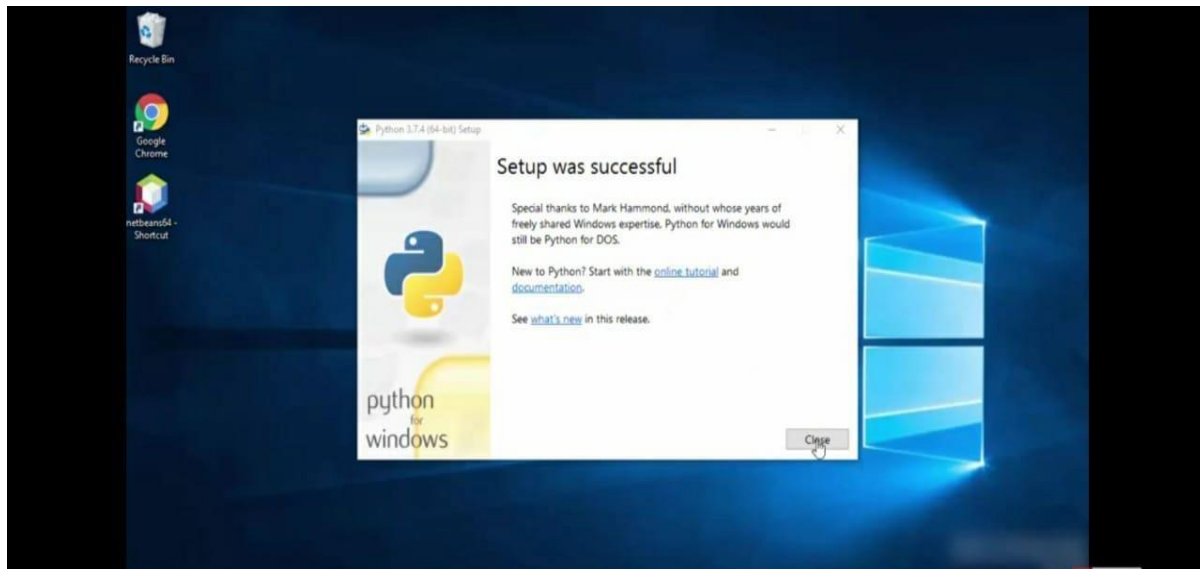 Recycle Bin
Google
Chrome
netbeans64 -
Shortcut
Python 3.7.4 (64-bit) Setup
Setup was successful
Special thanks to Mark Hammond, without whose years of
freely shared Windows expertise, Python for Windows would
still be Python for DOS.
New to Python? Start with the online tutorial and
documentation.
See what's new in this release.
python
for
windows
Close